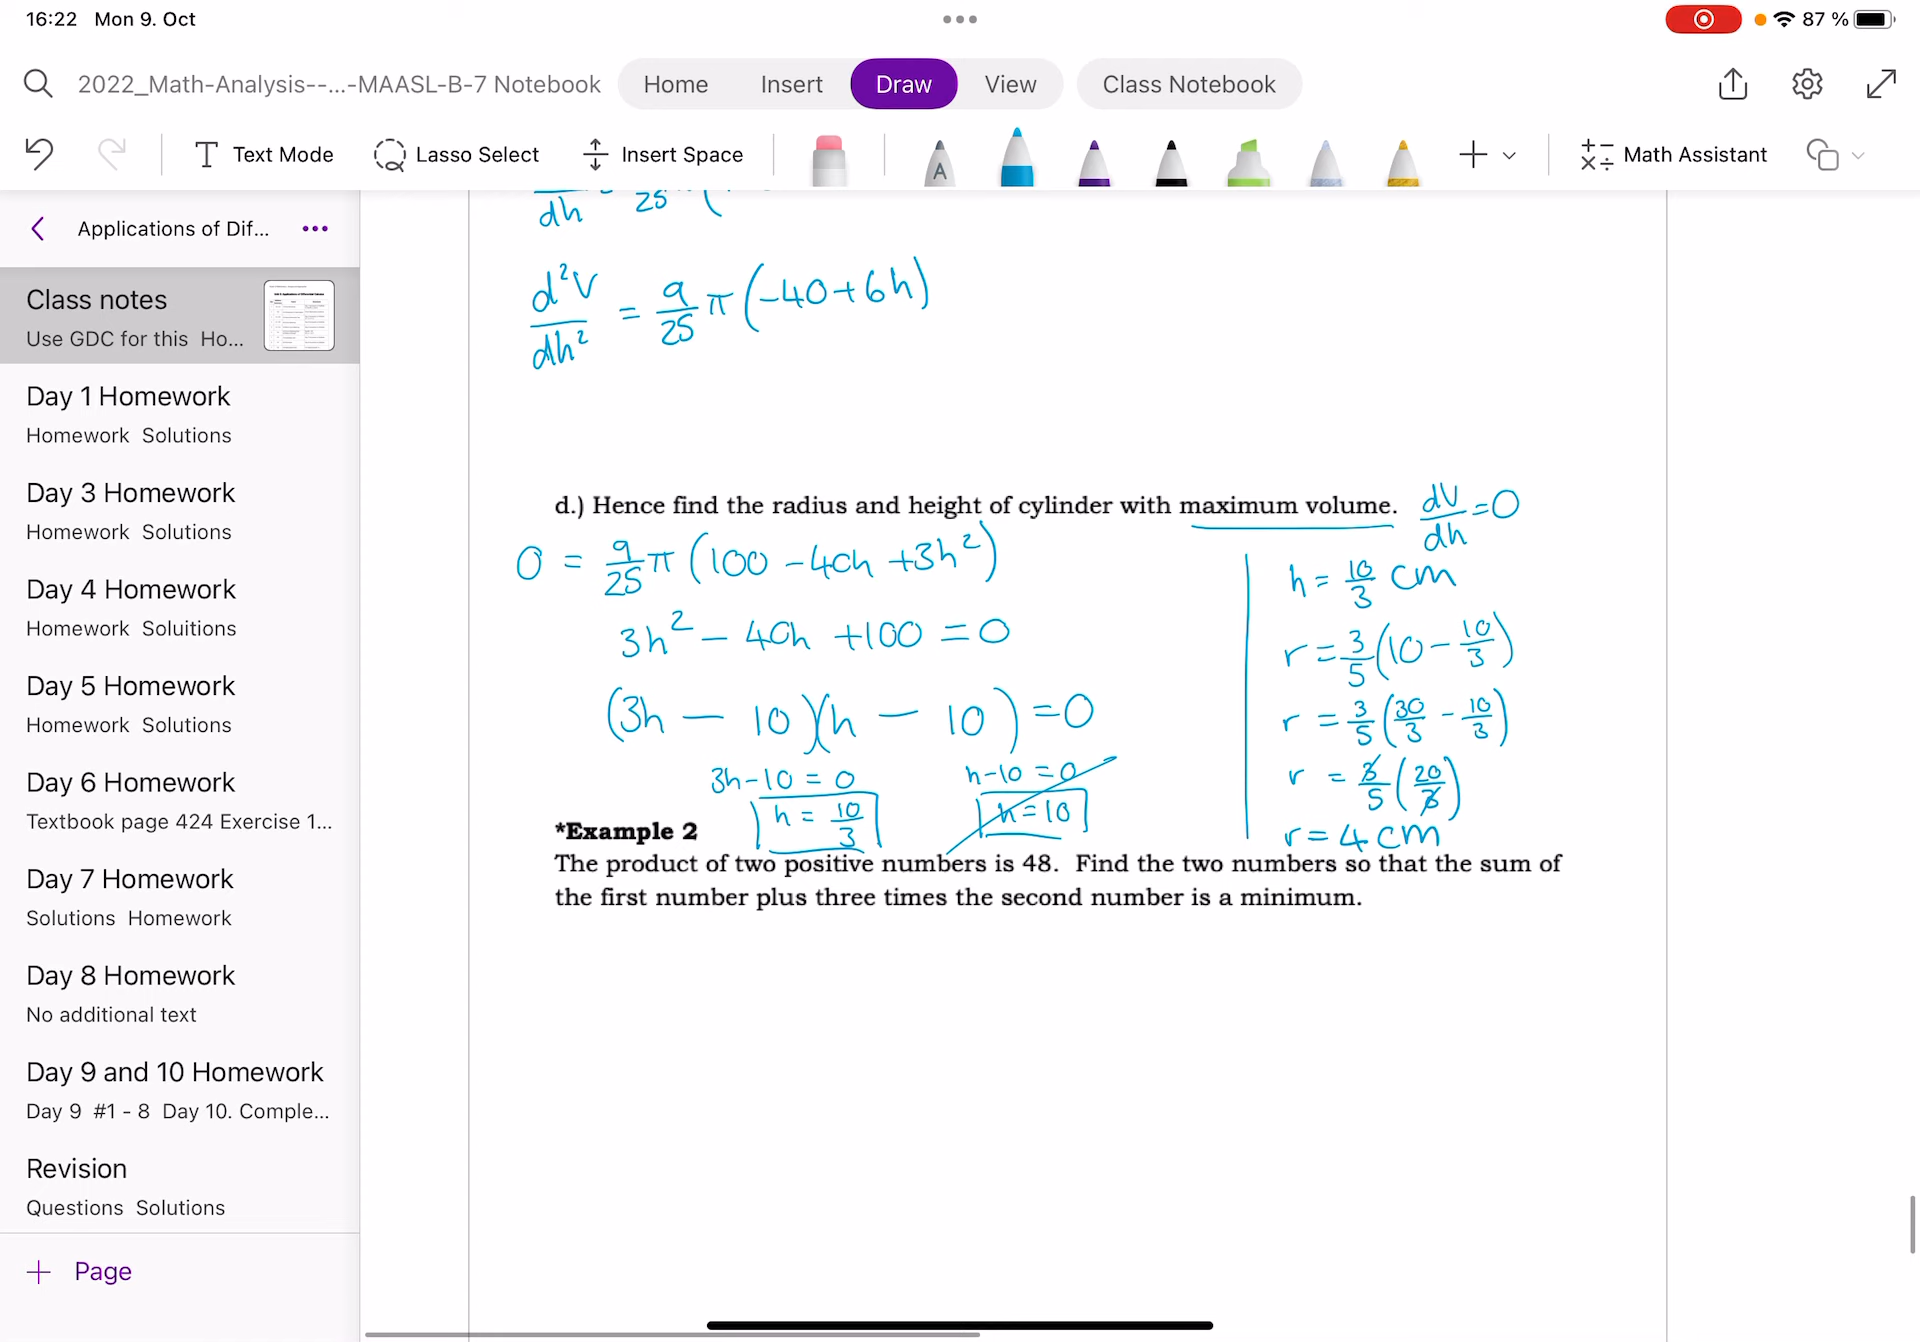 16:22 Mon 9. Oct
87 %
2022_Math-Analysis--...-MAASL-B-7 Notebook
Home Insert Draw View Class Notebook
Text Mode Lasso Select Insert Space A Math Assistant
Applications of Dif...
Class notes
Use GDC for this Ho...
Day 1 Homework
Homework Solutions
Day 3 Homework
Homework Solutions
Day 4 Homework
Homework Soluitions
Day 5 Homework
Homework Solutions
Day 6 Homework
Textbook page 424 Exercise 1...
Day 7 Homework
Solutions Homework
Day 8 Homework
No additional text
Day 9 and 10 Homework
Day 9 #1 - 8 Day 10. Comple...
Revision
Questions Solutions
+ Page
dh 25
d²V/dh² = 9/25 π (-40+6h)
d.) Hence find the radius and height of cylinder with maximum volume. dV/dh = 0
0 = 9/25 π (100 - 40h + 3h²)
3h² - 40h + 100 = 0
(3h - 10)(h - 10) = 0
3h-10 = 0 h-10 = 0
h = 10/3 h=10
h = 10/3 cm
r = 3/5 (10 - 10/3)
r = 3/5 (30/3 - 10/3)
r = 3/5 (20/3)
r = 4 cm
*Example 2
The product of two positive numbers is 48. Find the two numbers so that the sum of
the first number plus three times the second number is a minimum.